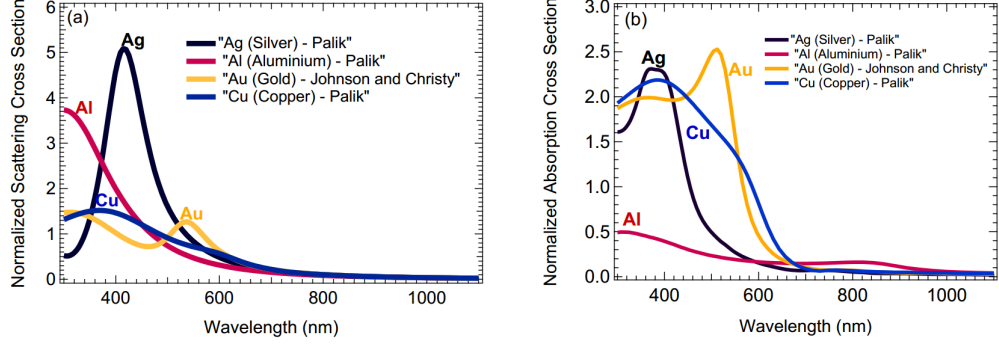 (a)
Normalized Scattering Cross Section
6
5
4
3
2
1
0
400
600
800
1000
Wavelength (nm)
Ag
Al
Cu
Au
"Ag (Silver) - Palik"
"Al (Aluminium) - Palik"
"Au (Gold) - Johnson and Christy"
"Cu (Copper) - Palik"
(b)
Normalized Absorption Cross Section
3.0
2.5
2.0
1.5
1.0
0.5
0.0
400
600
800
1000
Wavelength (nm)
Ag
Au
Cu
Al
"Ag (Silver) - Palik"
"Al (Aluminium) - Palik"
"Au (Gold) - Johnson and Christy"
"Cu (Copper) - Palik"